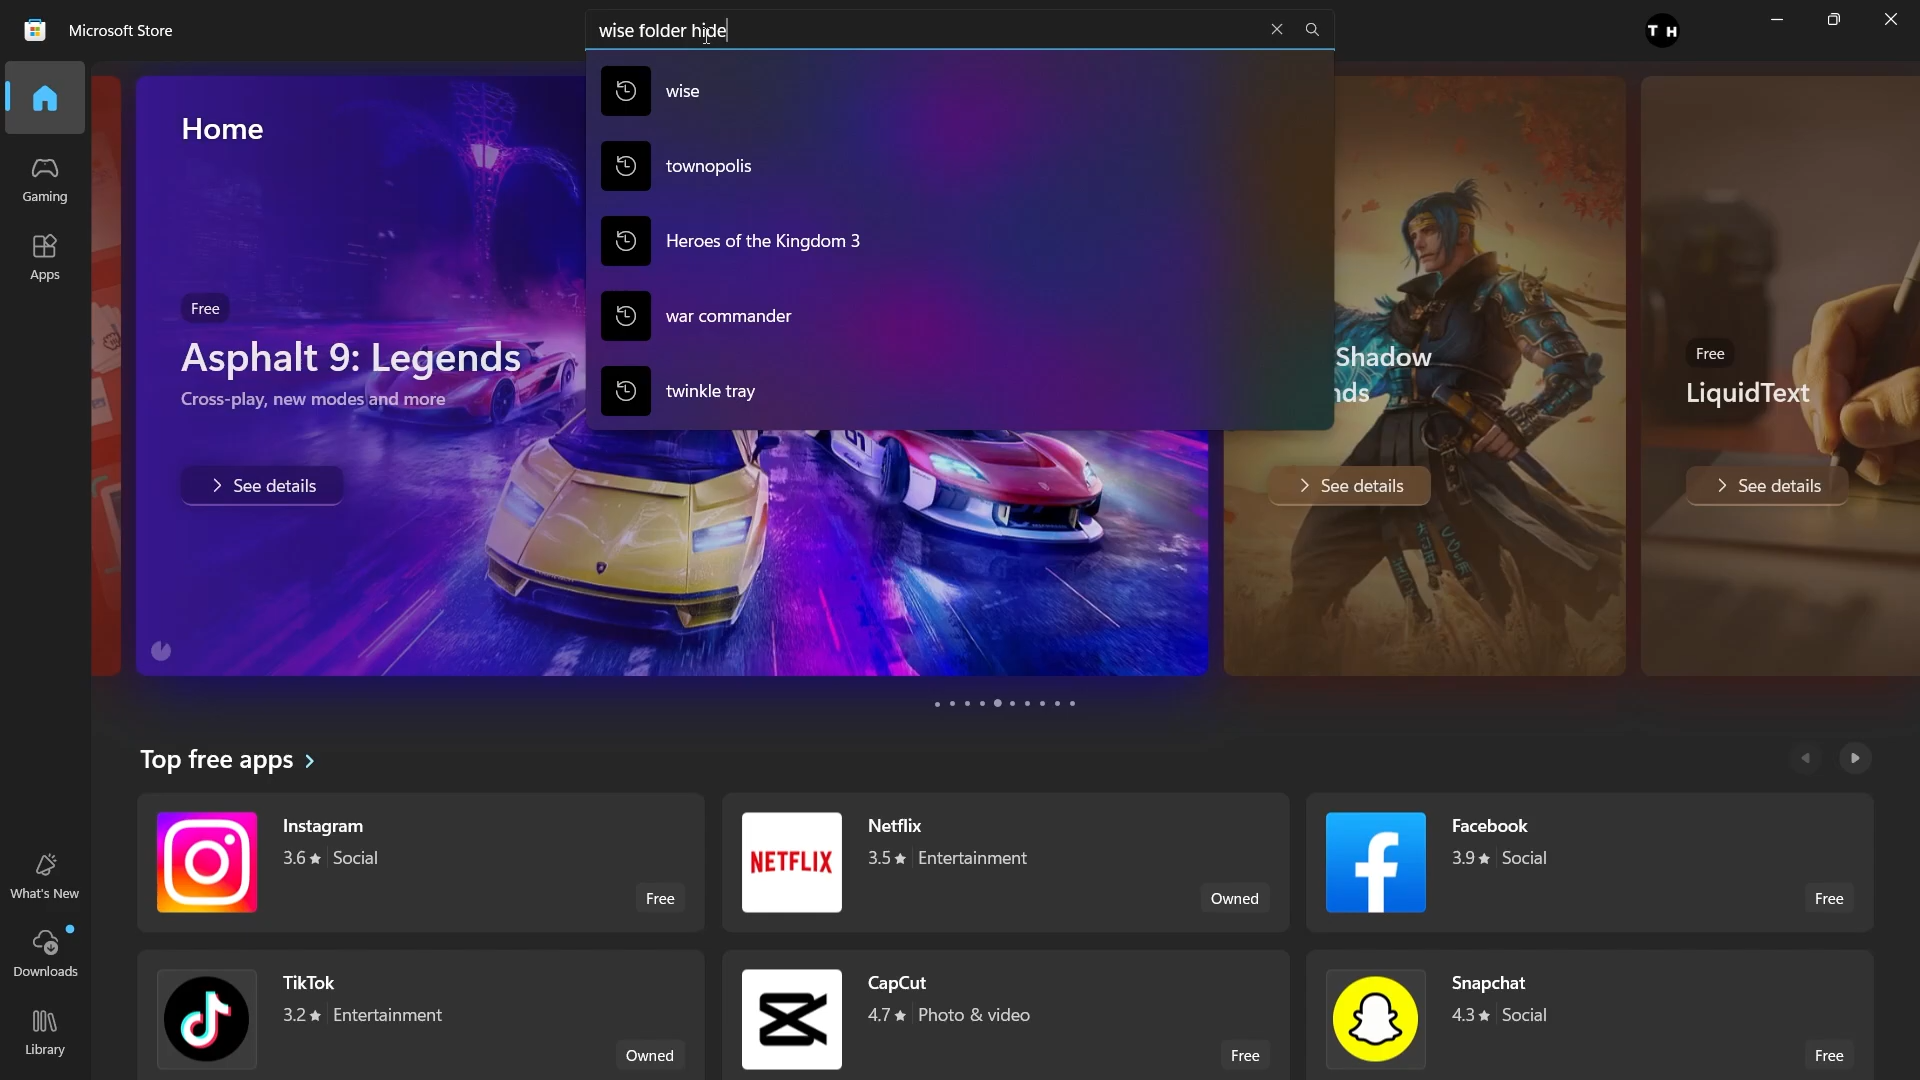 Microsoft Store
wise folder hide
T H
Home
Gaming
Apps
wise
townopolis
Heroes of the Kingdom 3
war commander
twinkle tray
Free
Asphalt 9: Legends
Cross-play, new modes and more
See details
Shadow
nds
See details
Free
LiquidText
See details
Top free apps
Instagram
3.6 Social
Free
Netflix
NETFLIX
3.5 Entertainment
Owned
Facebook
3.9 Social
Free
What's New
Downloads
Library
TikTok
3.2 Entertainment
Owned
CapCut
4.7 Photo & video
Free
Snapchat
4.3 Social
Free